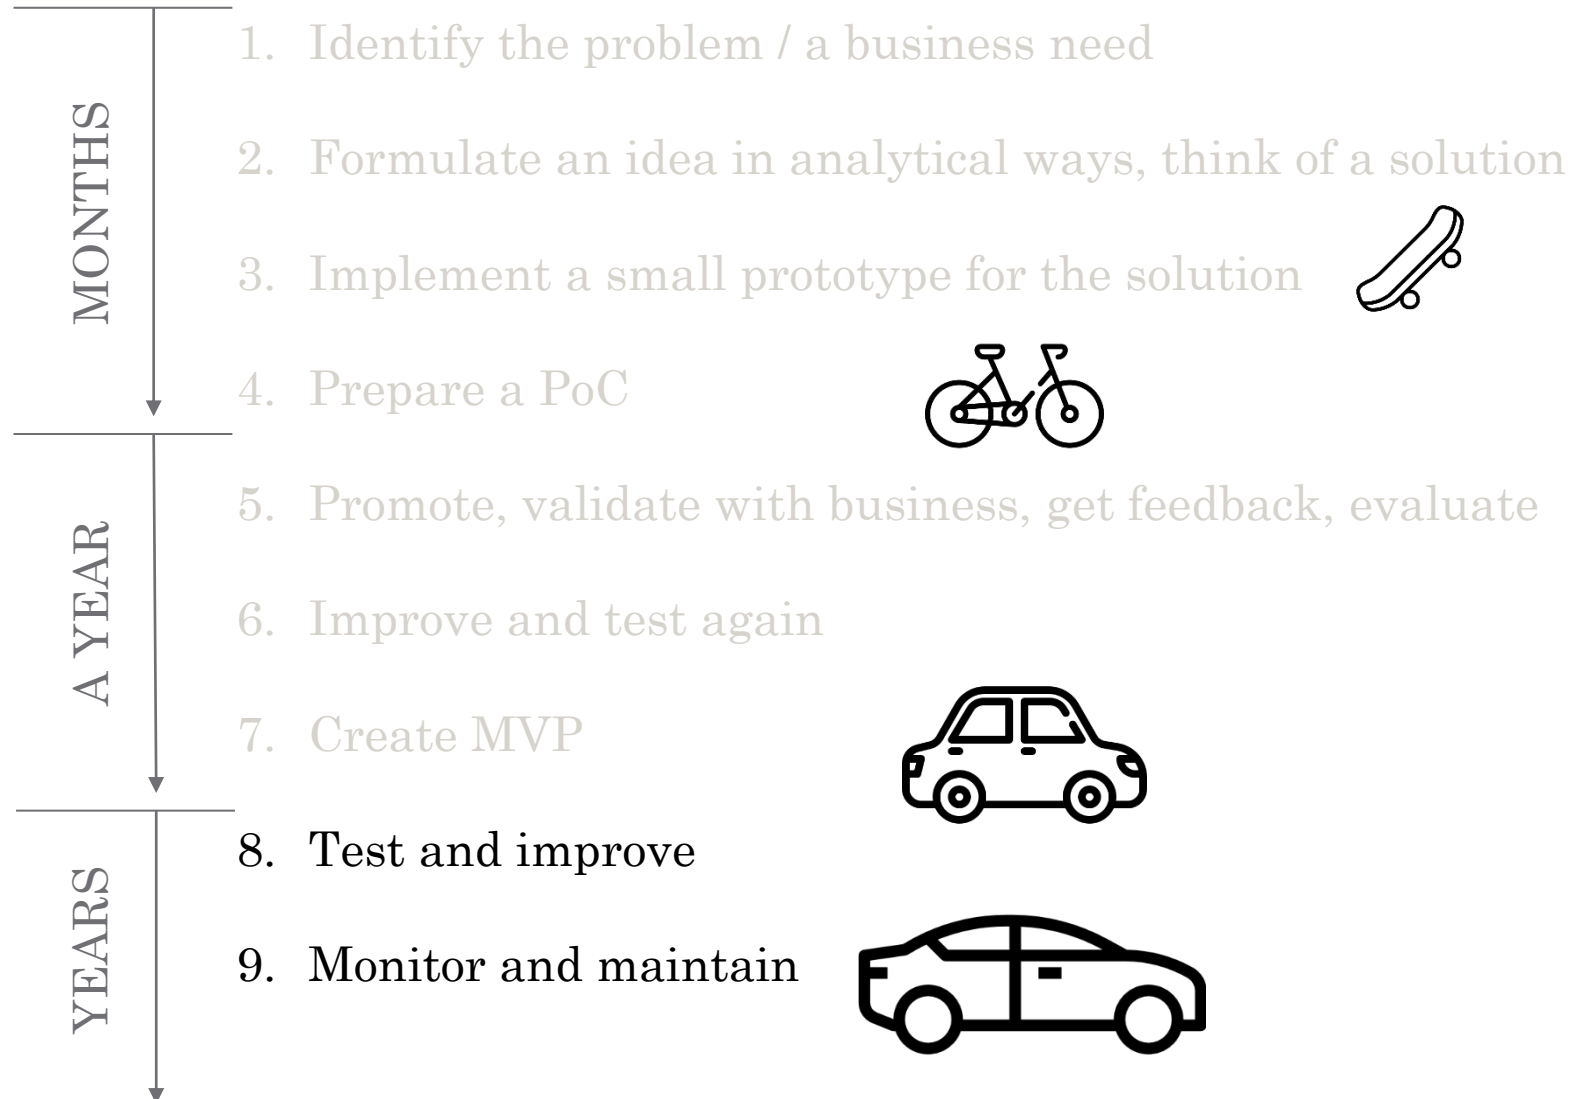 MONTHS
1. Identify the problem / a business need
2. Formulate an idea in analytical ways, think of a solution
3. Implement a small prototype for the solution
4. Prepare a PoC
A YEAR
5. Promote, validate with business, get feedback, evaluate
6. Improve and test again
7. Create MVP
YEARS
8. Test and improve
9. Monitor and maintain